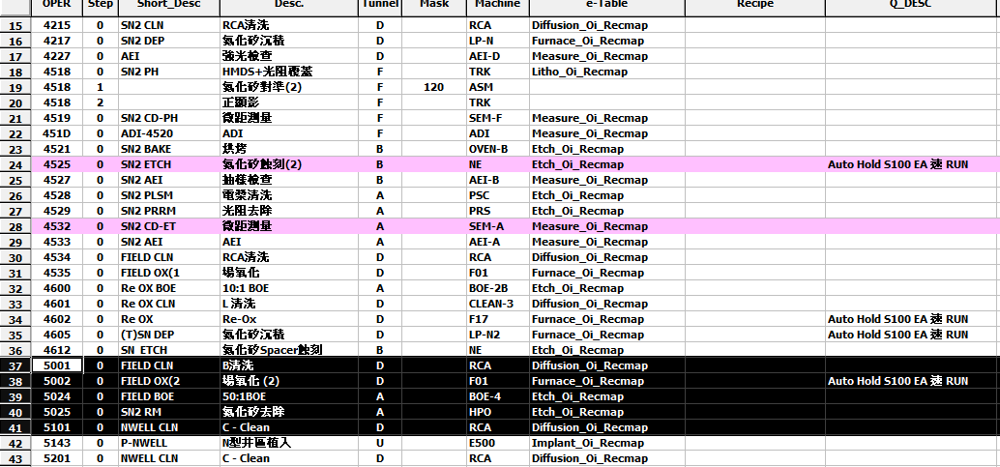 OPER Step Short_Desc Desc. Tunnel Mask Machine e-Table Recipe Q_DESC
15 4215 0 SN2 CLN RCA清洗 D RCA Diffusion_Oi_Recmap
16 4217 0 SN2 DEP 氮化矽沉積 D LP-N Furnace_Oi_Recmap
17 4227 0 AEI 強光檢查 D AEI-D Measure_Oi_Recmap
18 4518 0 SN2 PH HMDS+光阻覆蓋 F TRK Litho_Oi_Recmap
19 4518 1 氮化矽對準(2) F 120 ASM
20 4518 2 正顯影 F TRK
21 4519 0 SN2 CD-PH 微距測量 F SEM-F Measure_Oi_Recmap
22 451D 0 ADI-4520 ADI F ADI Measure_Oi_Recmap
23 4521 0 SN2 BAKE 烘烤 B OVEN-B Etch_Oi_Recmap
24 4525 0 SN2 ETCH 氮化矽蝕刻(2) B NE Etch_Oi_Recmap Auto Hold S100 EA 速 RUN
25 4527 0 SN2 AEI 抽樣檢查 B AEI-B Measure_Oi_Recmap
26 4528 0 SN2 PLSM 電漿清洗 A PSC Etch_Oi_Recmap
27 4529 0 SN2 PRRM 光阻去除 A PRS Etch_Oi_Recmap
28 4532 0 SN2 CD-ET 微距測量 A SEM-A Measure_Oi_Recmap
29 4533 0 SN2 AEI AEI A AEI-A Measure_Oi_Recmap
30 4534 0 FIELD CLN RCA清洗 D RCA Diffusion_Oi_Recmap
31 4535 0 FIELD OX(1 場氧化 D F01 Furnace_Oi_Recmap
32 4600 0 Re OX BOE 10:1 BOE A BOE-2B Etch_Oi_Recmap
33 4601 0 Re OX CLN L 清洗 D CLEAN-3 Diffusion_Oi_Recmap
34 4602 0 Re OX Re-Ox D F17 Furnace_Oi_Recmap Auto Hold S100 EA 速 RUN
35 4605 0 (T)SN DEP 氮化矽沉積 D LP-N2 Furnace_Oi_Recmap Auto Hold S100 EA 速 RUN
36 4612 0 SN ETCH 氮化矽Spacer蝕刻 B NE Etch_Oi_Recmap
37 5001 0 FIELD CLN B清洗 D RCA Diffusion_Oi_Recmap
38 5002 0 FIELD OX(2 場氧化 (2) D F01 Furnace_Oi_Recmap Auto Hold S100 EA 速 RUN
39 5024 0 FIELD BOE 50:1BOE A BOE-4 Etch_Oi_Recmap
40 5025 0 SN2 RM 氮化矽去除 A HPO Etch_Oi_Recmap
41 5101 0 NWELL CLN C - Clean D RCA Diffusion_Oi_Recmap
42 5143 0 P-NWELL N型井區植入 U E500 Implant_Oi_Recmap
43 5201 0 NWELL CLN C - Clean D RCA Diffusion_Oi_Recmap